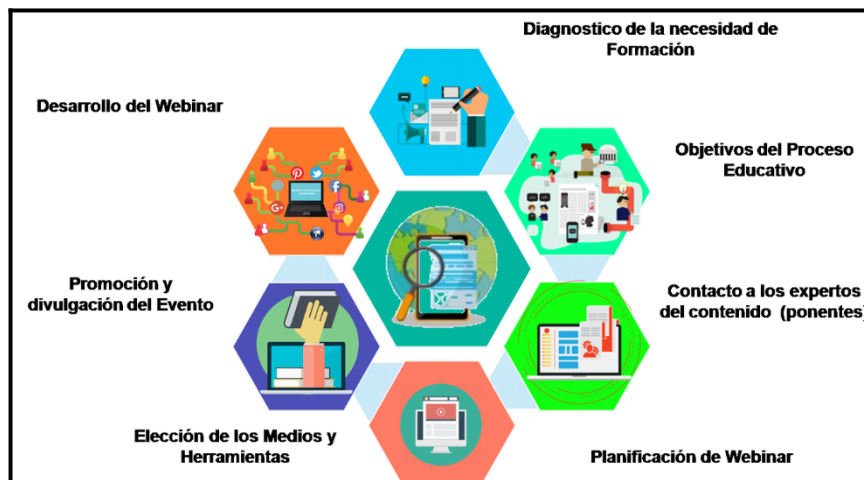 Diagnostico de la necesidad de
Formación
Objetivos del Proceso
Educativo
Contacto a los expertos
del contenido (ponentes)
Planificación de Webinar
Elección de los Medios y
Herramientas
Promoción y
divulgación del Evento
Desarrollo del Webinar